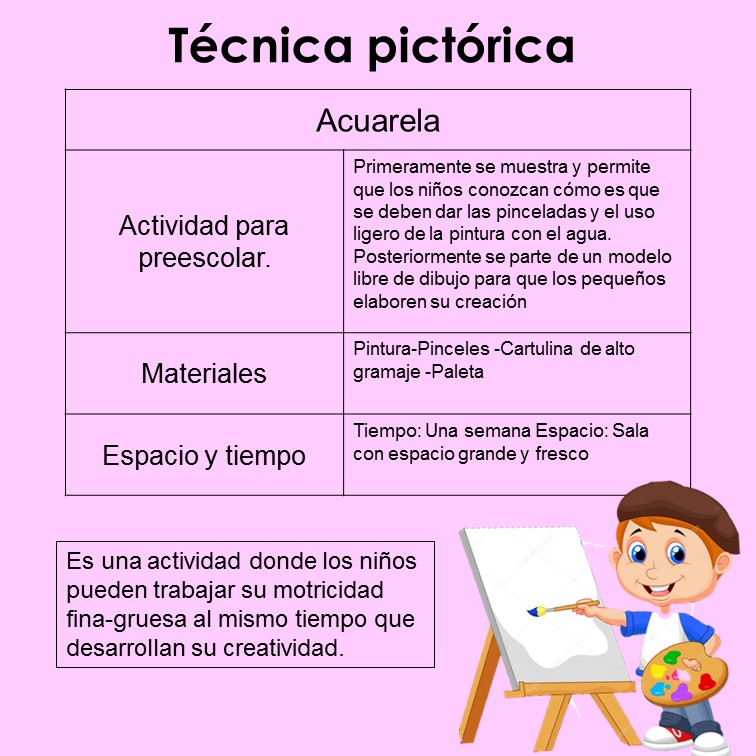 Técnica pictórica
Acuarela
Actividad para
preescolar.
Primeramente se muestra y permite
que los niños conozcan cómo es que
se deben dar las pinceladas y el uso
ligero de la pintura con el agua.
Posteriormente se parte de un modelo
libre de dibujo para que los pequeños
elaboren su creación
Materiales
Pintura-Pinceles -Cartulina de alto
gramaje -Paleta
Espacio y tiempo
Tiempo: Una semana Espacio: Sala
con espacio grande y fresco
Es una actividad donde los niños
pueden trabajar su motricidad
fina-gruesa al mismo tiempo que
desarrollan su creatividad.